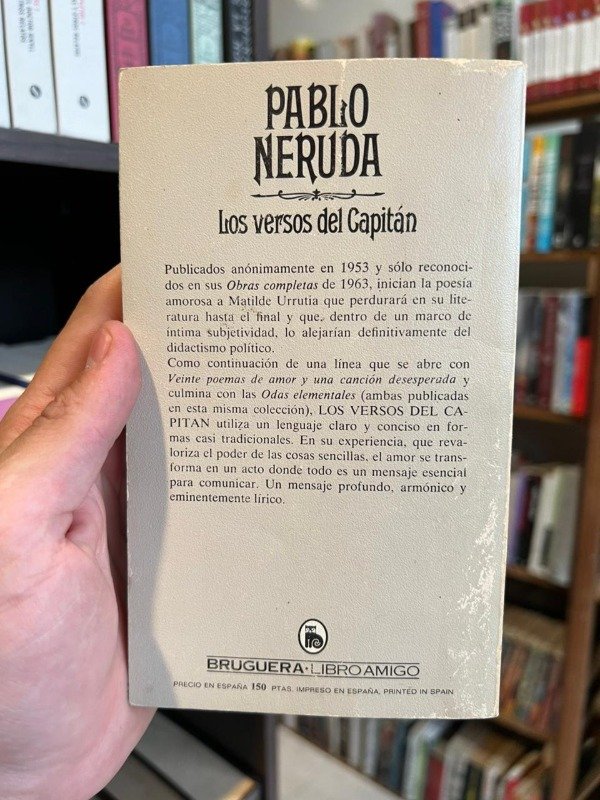 PABLO
NERUDA
Los versos del Capitán
Publicados anónimamente en 1953 y sólo reconoci-
dos en sus Obras completas de 1963, inician la poesía
amorosa a Matilde Urrutia que perdurará en su lite-
ratura hasta el final y que, dentro de un marco de
íntima subjetividad, lo alejarían definitivamente del
didactismo político.
Como continuación de una línea que se abre con
Veinte poemas de amor y una canción desesperada y
culmina con las Odas elementales (ambas publicadas
en esta misma colección), LOS VERSOS DEL CA-
PITAN utiliza un lenguaje claro y conciso en for-
mas casi tradicionales. En su experiencia, que reva-
loriza el poder de las cosas sencillas, el amor se trans-
forma en un acto donde todo es un mensaje esencial
para comunicar. Un mensaje profundo, armónico y
eminentemente lírico.
BRUGUERA·LIBRO AMIGO
PRECIO EN ESPAÑA 150 PTAS. IMPRESO EN ESPAÑA, PRINTED IN SPAIN